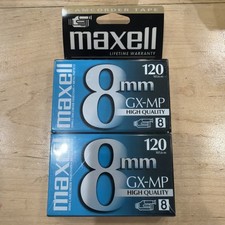 CAMCORDER TAPE
maxell
LIFETIME WARRANTY
maxell
8mm
120
GX-MP
HIGH QUALITY
8
maxell
8mm
120
GX-MP
HIGH QUALITY
8